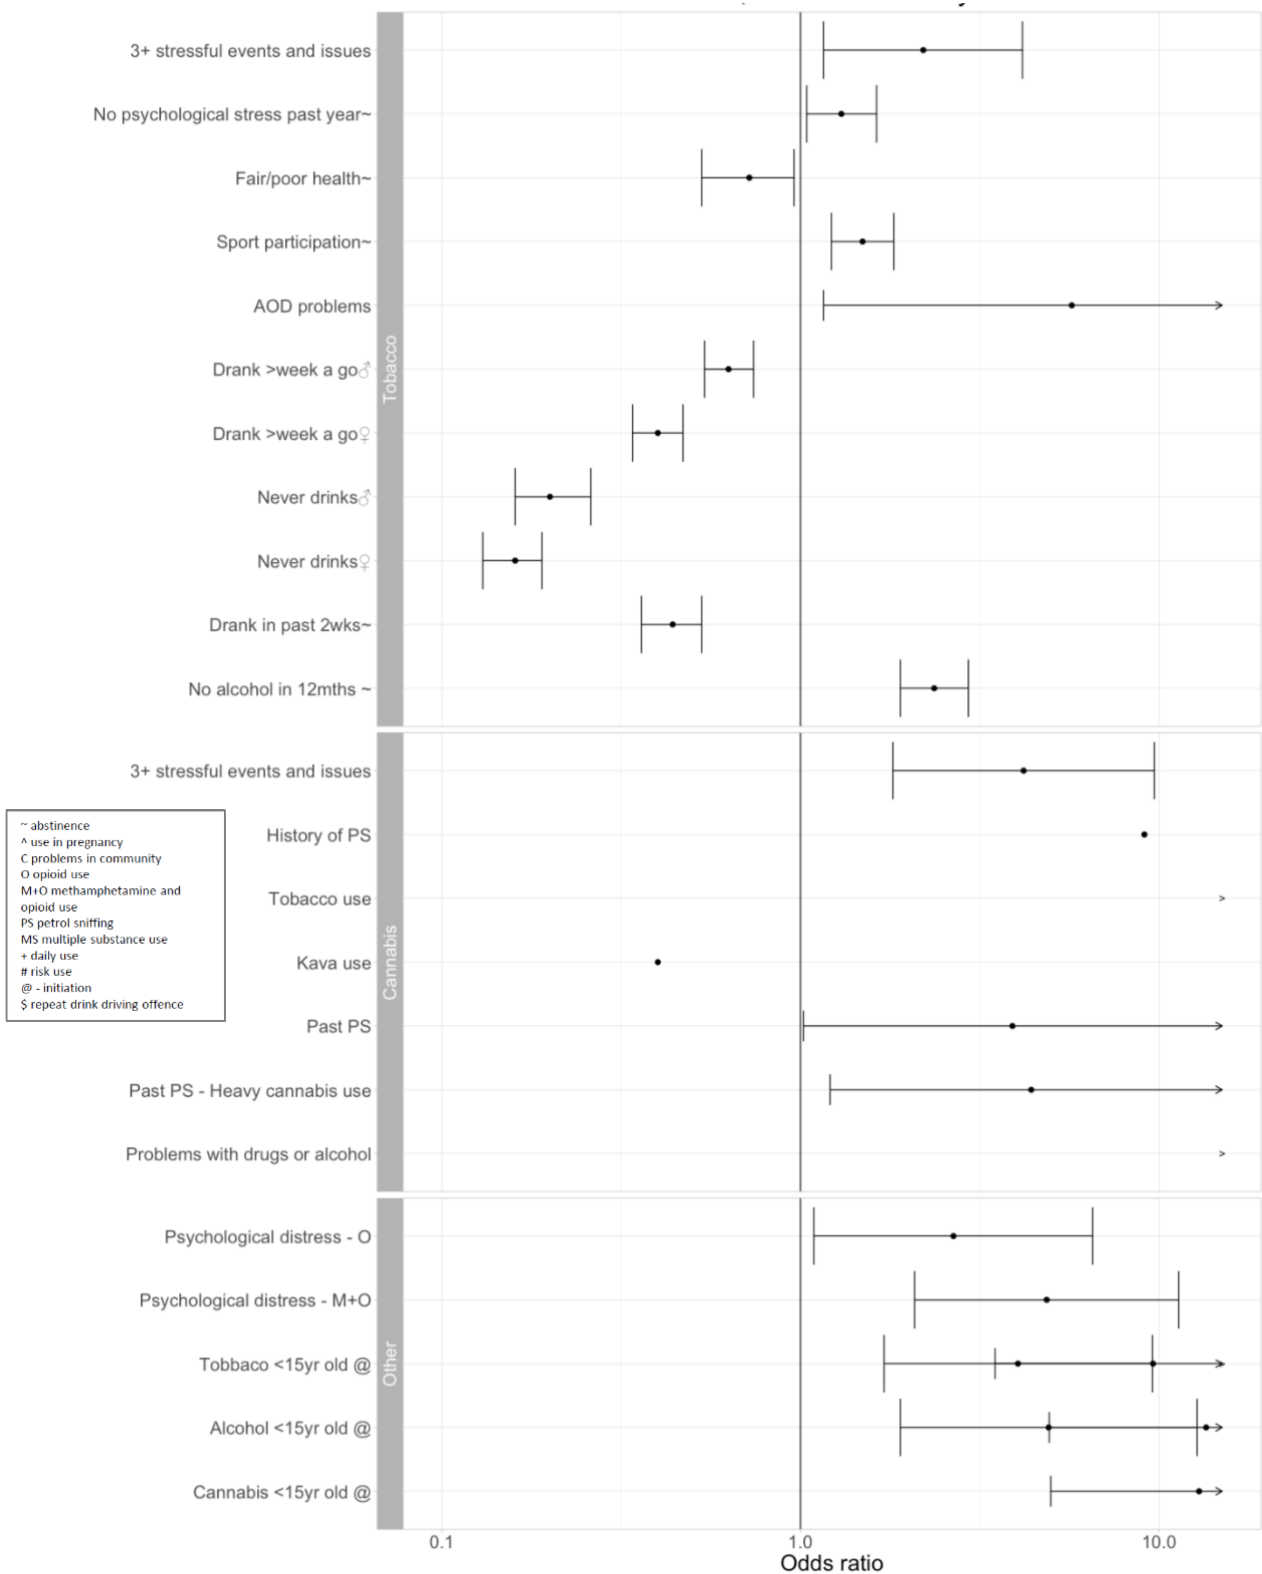 3+ stressful events and issues
No psychological stress past year~
Fair/poor health~
Sport participation~
AOD problems
Drank >week a go♂
Drank >week a go♀
Never drinks♂
Never drinks♀
Drank in past 2wks~
No alcohol in 12mths ~
Tobacco
3+ stressful events and issues
History of PS
Tobacco use
Kava use
Past PS
Past PS - Heavy cannabis use
Problems with drugs or alcohol
Cannabis
~ abstinence
^ use in pregnancy
C problems in community
O opioid use
M+O methamphetamine and
opioid use
PS petrol sniffing
MS multiple substance use
+ daily use
# risk use
@ - initiation
$ repeat drink driving offence
Psychological distress - O
Psychological distress - M+O
Tobbaco <15yr old @
Alcohol <15yr old @
Cannabis <15yr old @
Other
0.1 1.0 10.0
Odds ratio